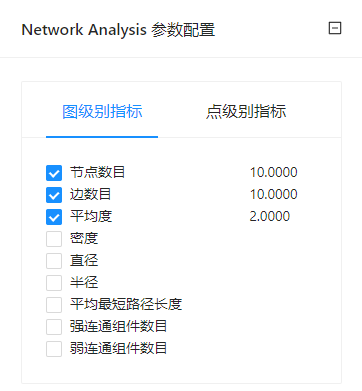 Network Analysis 参数配置
图级别指标 点级别指标
节点数目 10.0000
边数目 10.0000
平均度 2.0000
密度
直径
半径
平均最短路径长度
强连通组件数目
弱连通组件数目